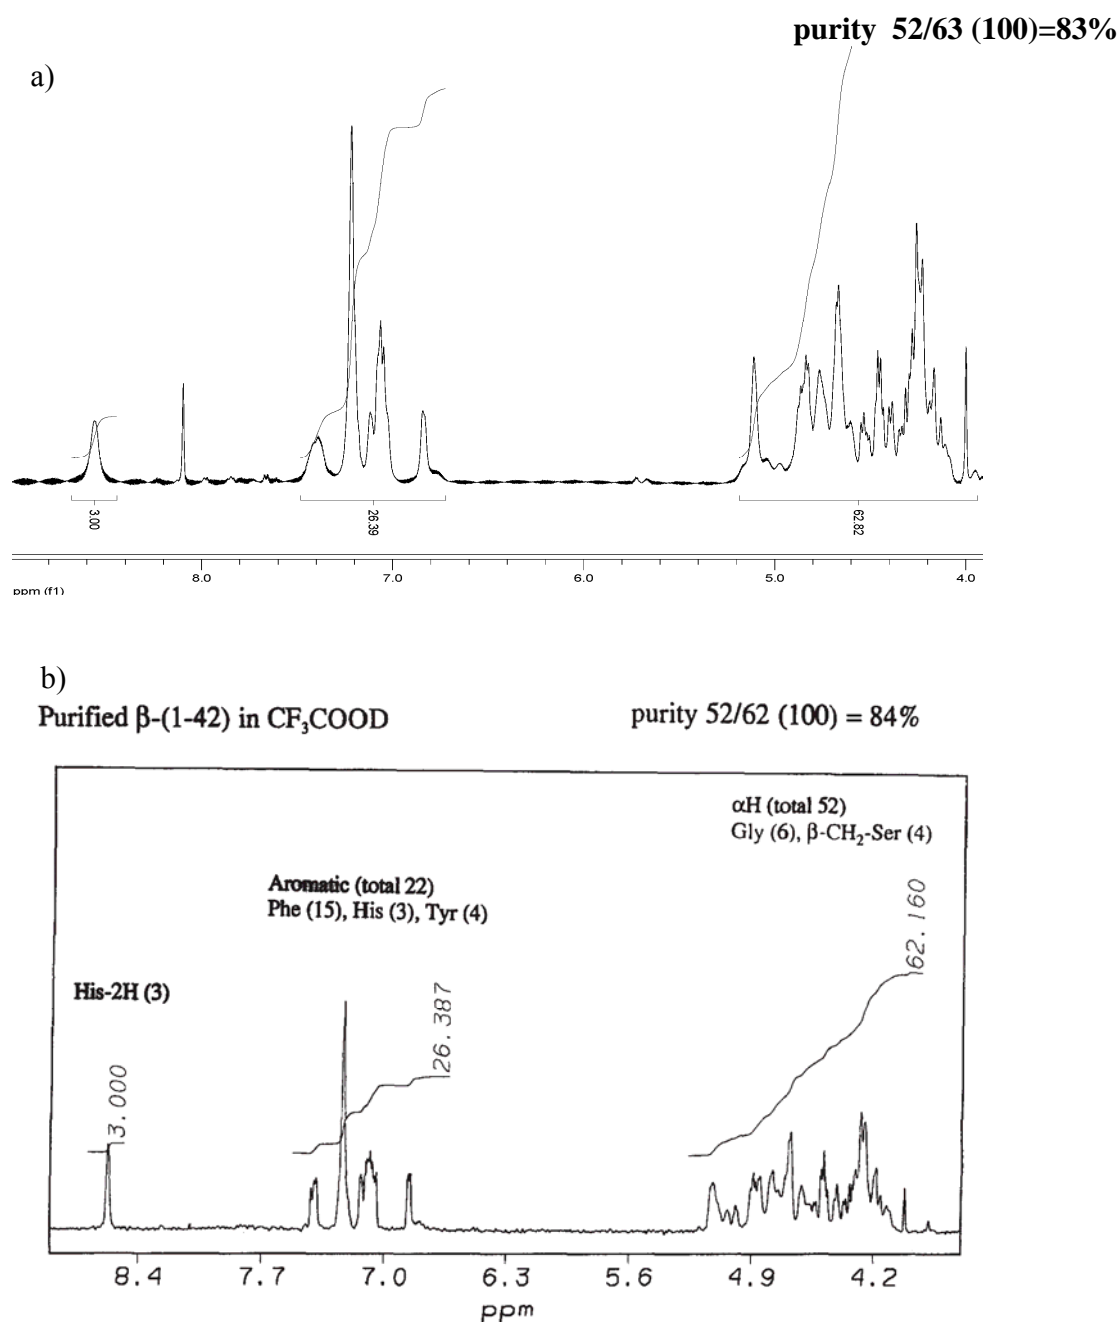 purity 52/63 (100)=83%
a)
3.00
26.39
62.82
8.0 7.0 6.0 5.0 4.0
ppm (f1)
b)
Purified β-(1-42) in CF₃COOD purity 52/62 (100) = 84%
αH (total 52)
Gly (6), β-CH₂-Ser (4)
Aromatic (total 22)
Phe (15), His (3), Tyr (4)
His-2H (3)
3.000
26.387
62.160
8.4 7.7 7.0 6.3 5.6 4.9 4.2
ppm